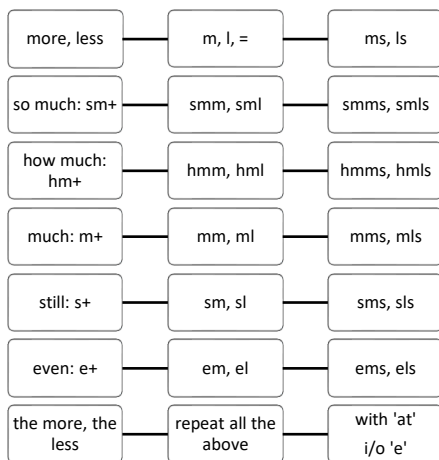 more, less
m, l, =
ms, ls
so much: sm+
smm, sml
smms, smls
how much:
hm+
hmm, hml
hmms, hmls
much: m+
mm, ml
mms, mls
still: s+
sm, sl
sms, sls
even: e+
em, el
ems, els
the more, the
less
repeat all the
above
with 'at'
i/o 'e'